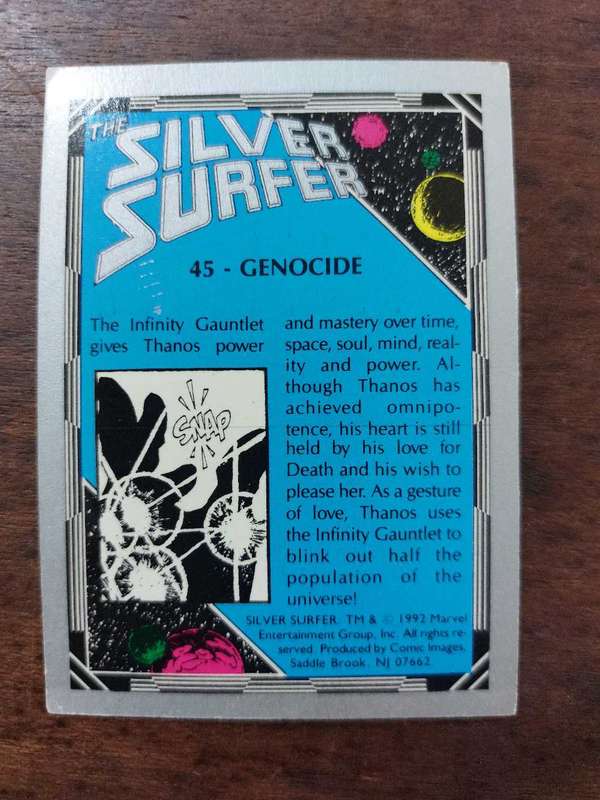 THE
SILVER
SURFER
45 - GENOCIDE
The Infinity Gauntlet
gives Thanos power
SNAP
and mastery over time,
space, soul, mind, real-
ity and power. Al-
though Thanos has
achieved omnipo-
tence, his heart is still
held by his love for
Death and his wish to
please her. As a gesture
of love, Thanos uses
the Infinity Gauntlet to
blink out half the
population of the
universe!
SILVER SURFER. TM & © 1992 Marvel
Entertainment Group, Inc. All rights re-
served. Produced by Comic Images,
Saddle Brook, NJ 07662